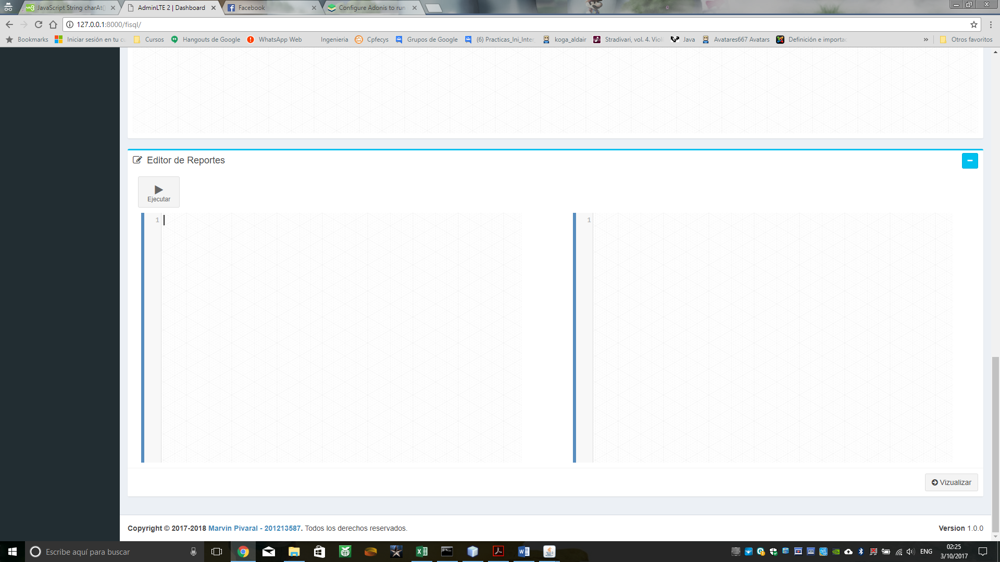 JavaScript String charAt()
AdminLTE 2 | Dashboard
Facebook
Configure Adonis to run
127.0.0.1:8000/fisql/
Bookmarks
Iniciar sesión en tu cu
Cursos
Hangouts de Google
WhatsApp Web
Ingenieria
Cpfecys
Grupos de Google
(6) Practicas_Ini_Inter
koga_aldair
Stradivari, vol. 4. Violi
Java
Avatares667 Avatars
Definición e importac
»
Otros favoritos
Editor de Reportes
Ejecutar
1
1
Vizualizar
Copyright © 2017-2018 Marvin Pivaral - 201213587. Todos los derechos reservados.
Version 1.0.0
Escribe aquí para buscar
ENG
02:25
3/10/2017